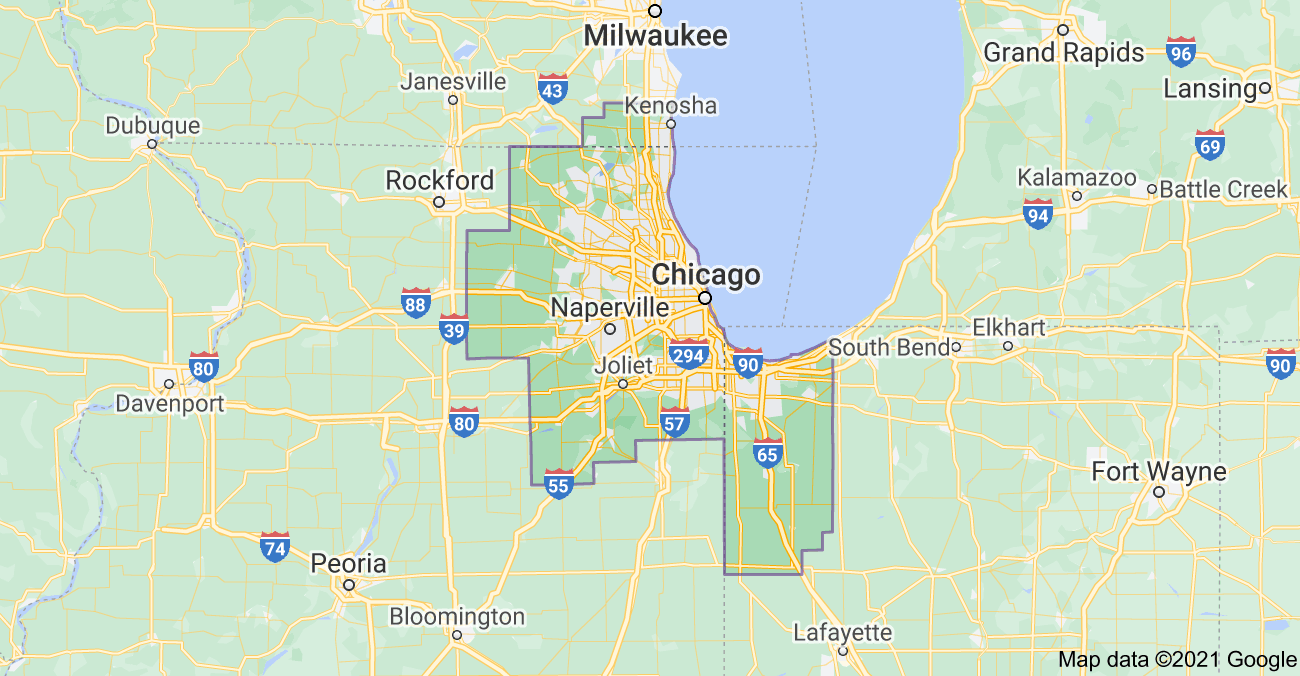 Milwaukee
Grand Rapids
96
Janesville
43
Lansing
Kenosha
Dubuque
69
Rockford
Kalamazoo
Battle Creek
94
Chicago
88
Naperville
39
Elkhart
South Bend
294
90
90
80
Joliet
Davenport
80
57
65
Fort Wayne
55
74
Peoria
Bloomington
Lafayette
Map data ©2021 Google